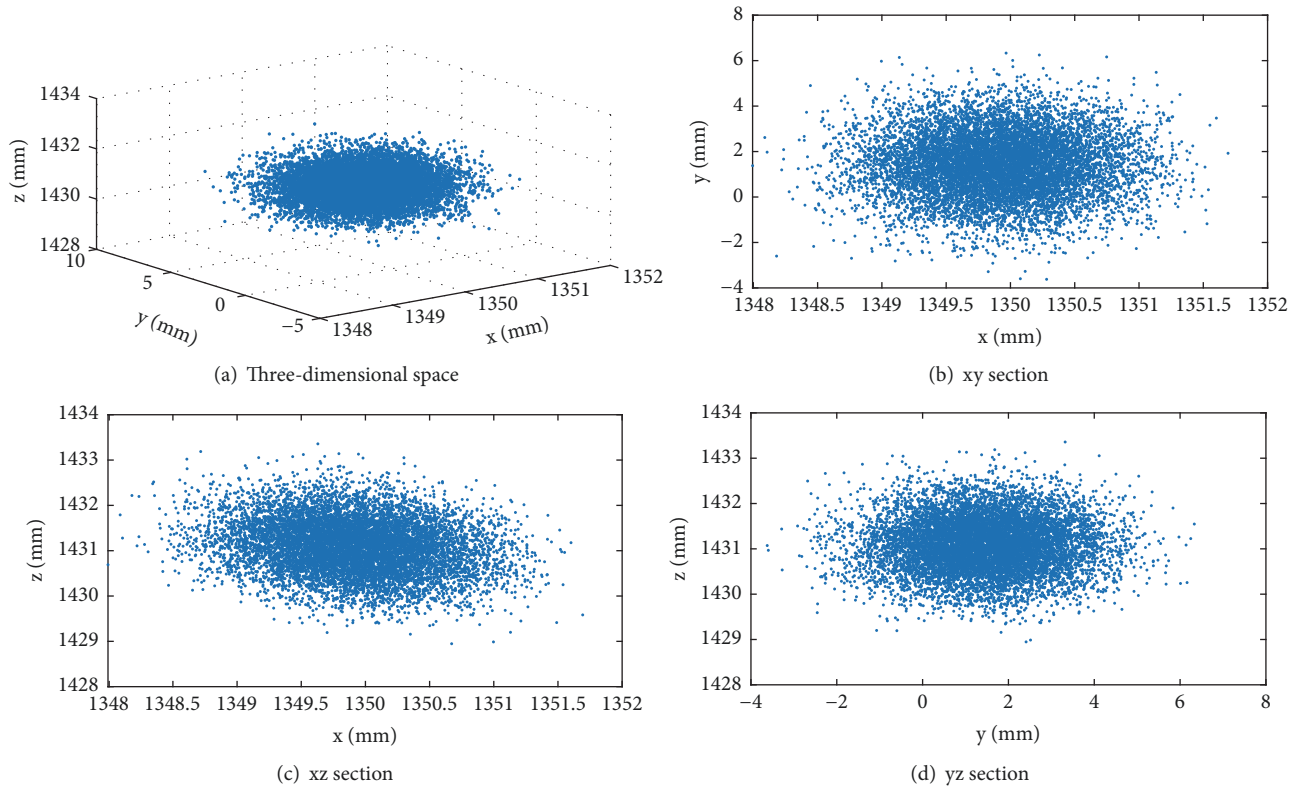 1434
1432
1430
1428
z (mm)
10
5
0
−5
y (mm)
1348
1349
1350
1351
1352
x (mm)
(a) Three-dimensional space
8
6
4
2
0
−2
−4
y (mm)
1348 1348.5 1349 1349.5 1350 1350.5 1351 1351.5 1352
x (mm)
(b) xy section
1434
1433
1432
1431
1430
1429
1428
z (mm)
1348 1348.5 1349 1349.5 1350 1350.5 1351 1351.5 1352
x (mm)
(c) xz section
1434
1433
1432
1431
1430
1429
1428
z (mm)
−4 −2 0 2 4 6 8
y (mm)
(d) yz section